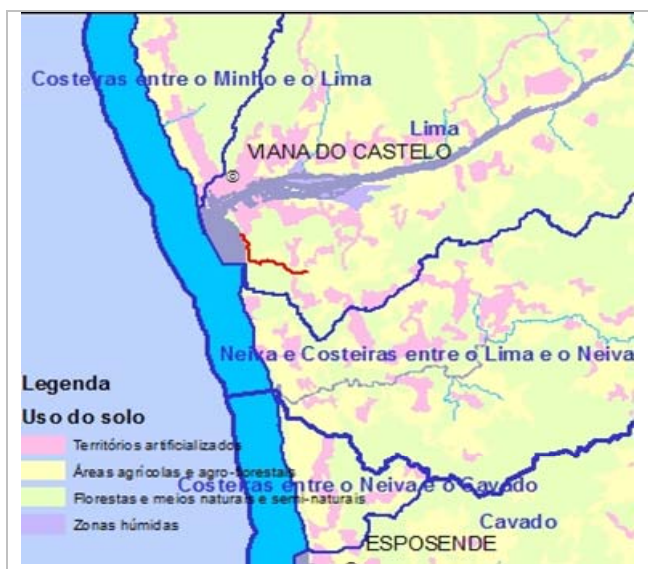 Costeiras entre o Minho e o Lima
Lima
VIANA DO CASTELO
Neiva e Costeiras entre o Lima e o Neiva
Legenda
Uso do solo
Territórios artificializados
Áreas agrícolas e agro-florestais
Costeiras entre o Neiva e o Cavado
Florestas e meios naturais e semi-naturais
Zonas húmidas
Cavado
ESPOSENDE